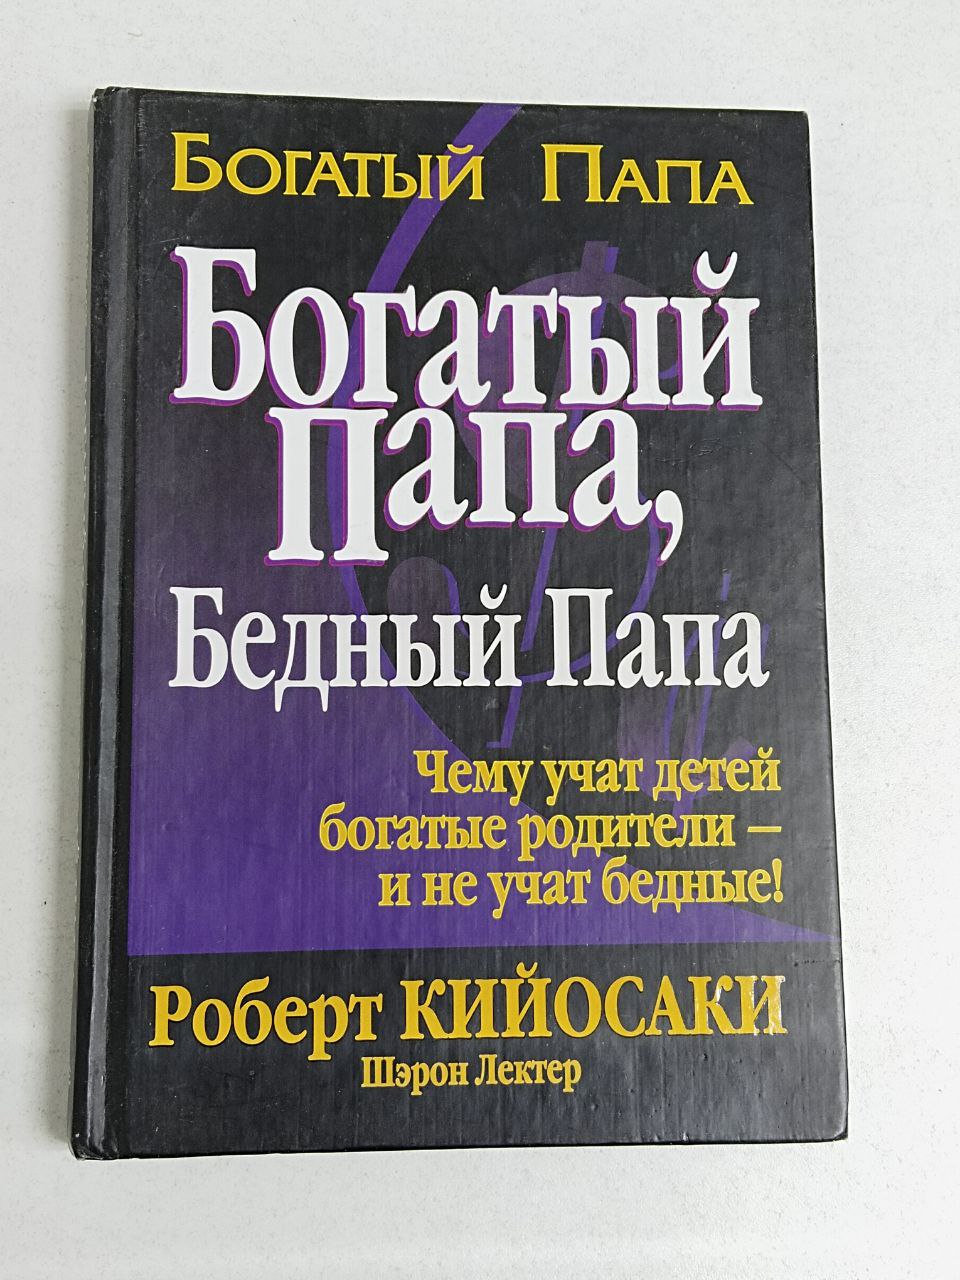 Богатый Папа
Богатый
Папа,
Бедный Папа
Чему учат детей
богатые родители –
и не учат бедные!
Роберт КИЙОСАКИ
Шэрон Лектер